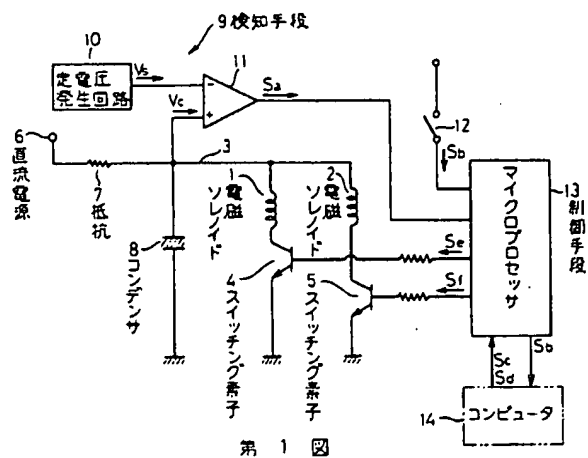 9 検知手段
10
定電圧
発生回路
Vs
11
Sa
Vc
6
直流電源
7 抵抗
3
1 電磁
ソレノイド
2 電磁
ソレノイド
12
Sb
マイクロプロセッサ
13 制御手段
8 コンデンサ
4 スイッチング素子
5 スイッチング素子
Se
Sf
Sc
Sd
Sb
14
コンピュータ
第 1 図